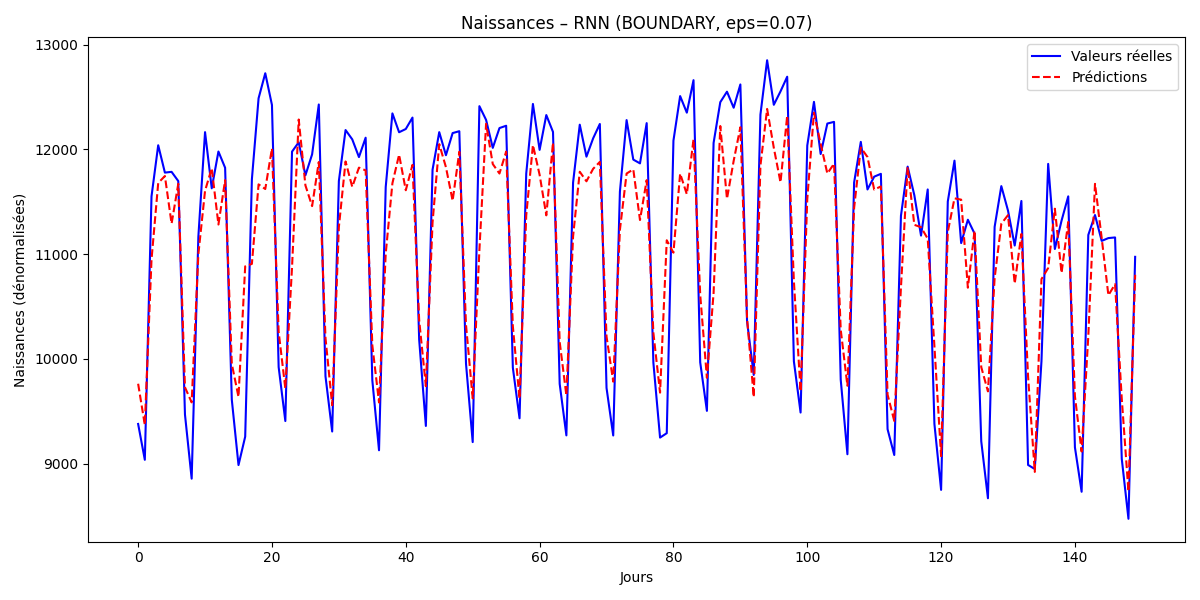 Naissances – RNN (BOUNDARY, eps=0.07)
Valeurs réelles
Prédictions
Naissances (dénormalisées)
13000
12000
11000
10000
9000
0 20 40 60 80 100 120 140
Jours